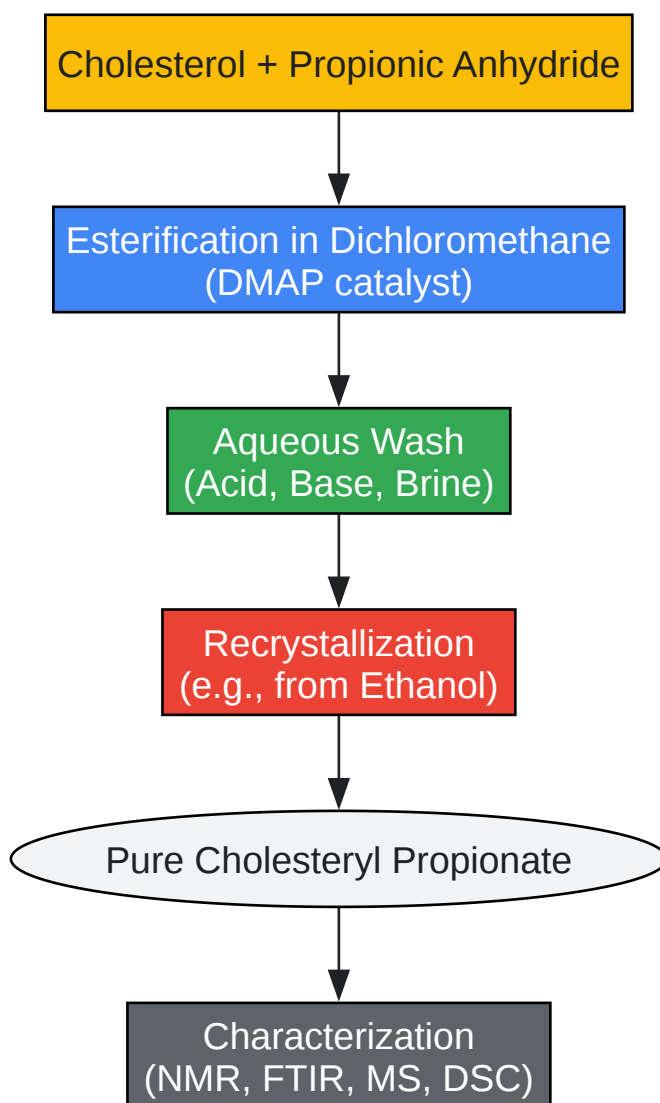 Cholesterol + Propionic Anhydride
Esterification in Dichloromethane
(DMAP catalyst)
Aqueous Wash
(Acid, Base, Brine)
Recrystallization
(e.g., from Ethanol)
Pure Cholesteryl Propionate
Characterization
(NMR, FTIR, MS, DSC)